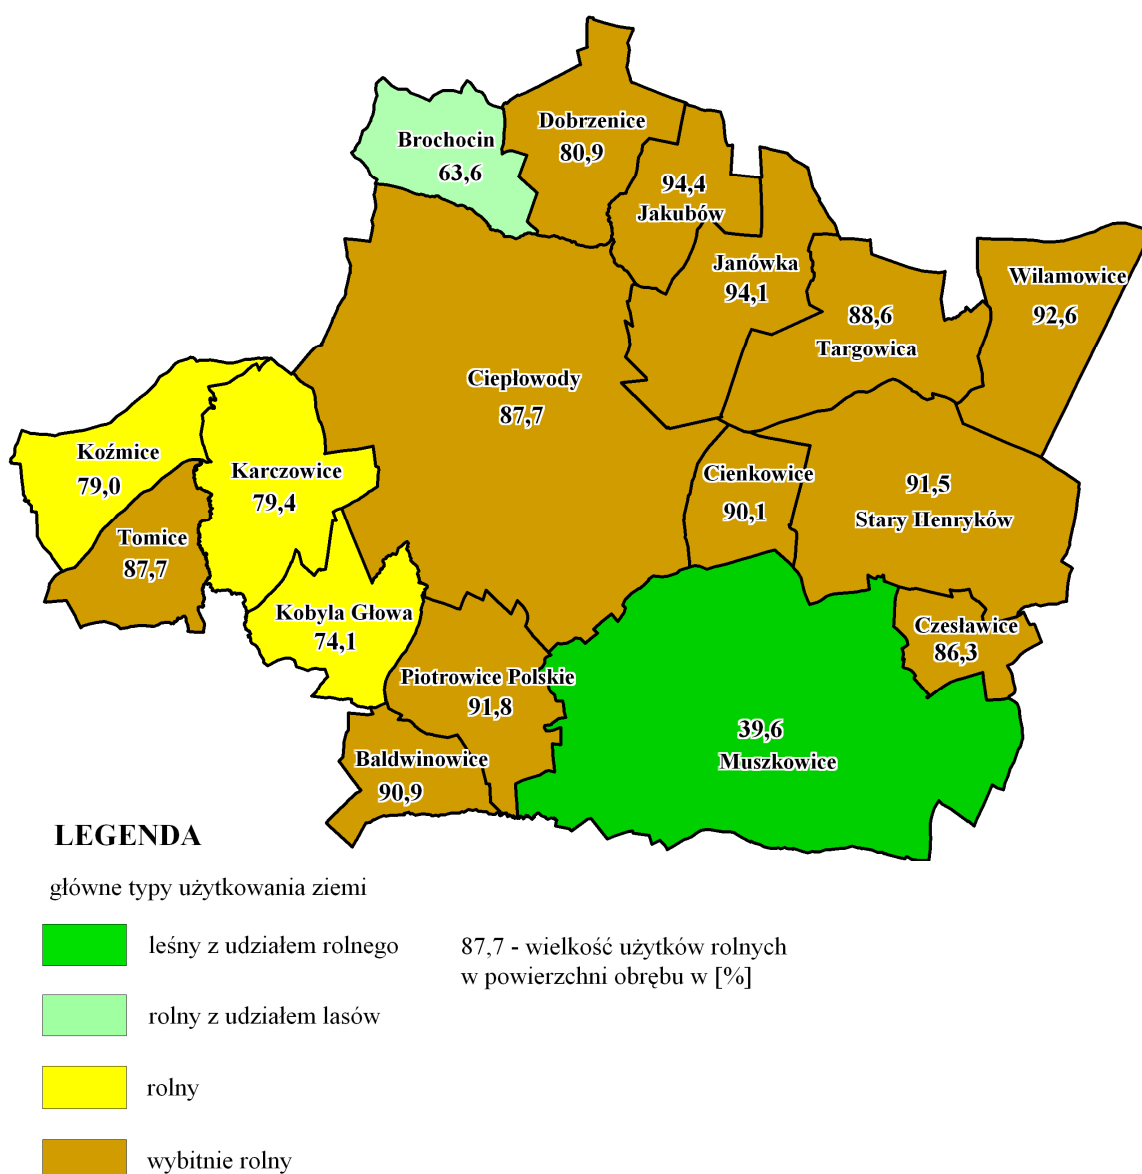 Dobrzenice
80,9
Brochocin
63,6
94,4
Jakubów
Janówka
94,1
Wilamowice
92,6
88,6
Targowica
Ciepłowody
87,7
Koźmice
79,0
Karczowice
79,4
Cienkowice
90,1
91,5
Stary Henryków
Tomice
87,7
Kobyla Głowa
74,1
Czesławice
86,3
Piotrowice Polskie
91,8
39,6
Muszkowice
Baldwinowice
90,9
LEGENDA
główne typy użytkowania ziemi
leśny z udziałem rolnego
87,7 - wielkość użytków rolnych
w powierzchni obrębu w [%]
rolny z udziałem lasów
rolny
wybitnie rolny